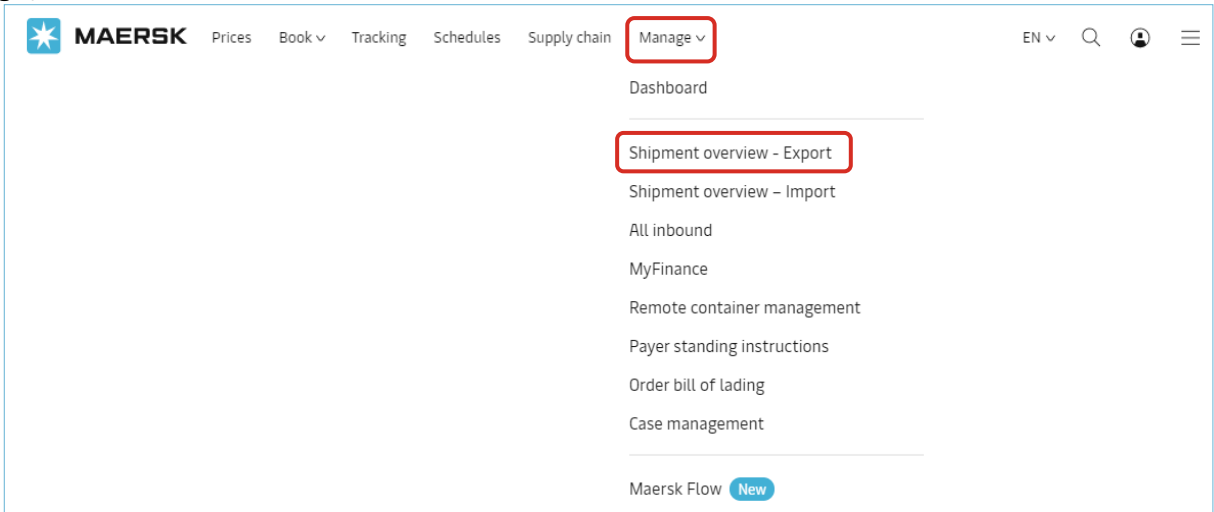 MAERSK Prices Book Tracking Schedules Supply chain Manage EN
Dashboard
Shipment overview - Export
Shipment overview – Import
All inbound
MyFinance
Remote container management
Payer standing instructions
Order bill of lading
Case management
Maersk Flow New